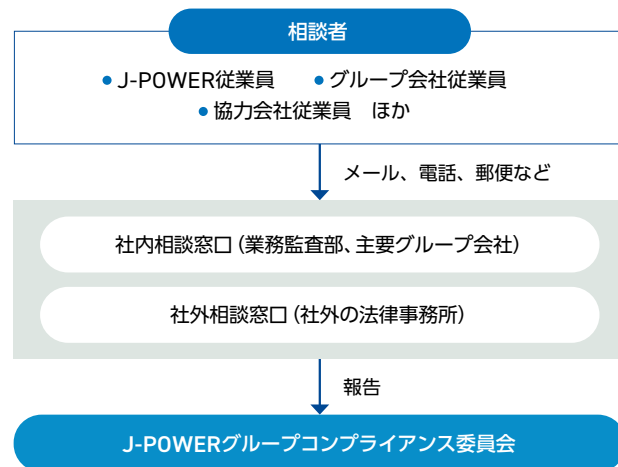 相談者
● J-POWER従業員　● グループ会社従業員
● 協力会社従業員　ほか
メール、電話、郵便など
社内相談窓口（業務監査部、主要グループ会社）
社外相談窓口（社外の法律事務所）
報告
J-POWERグループコンプライアンス委員会